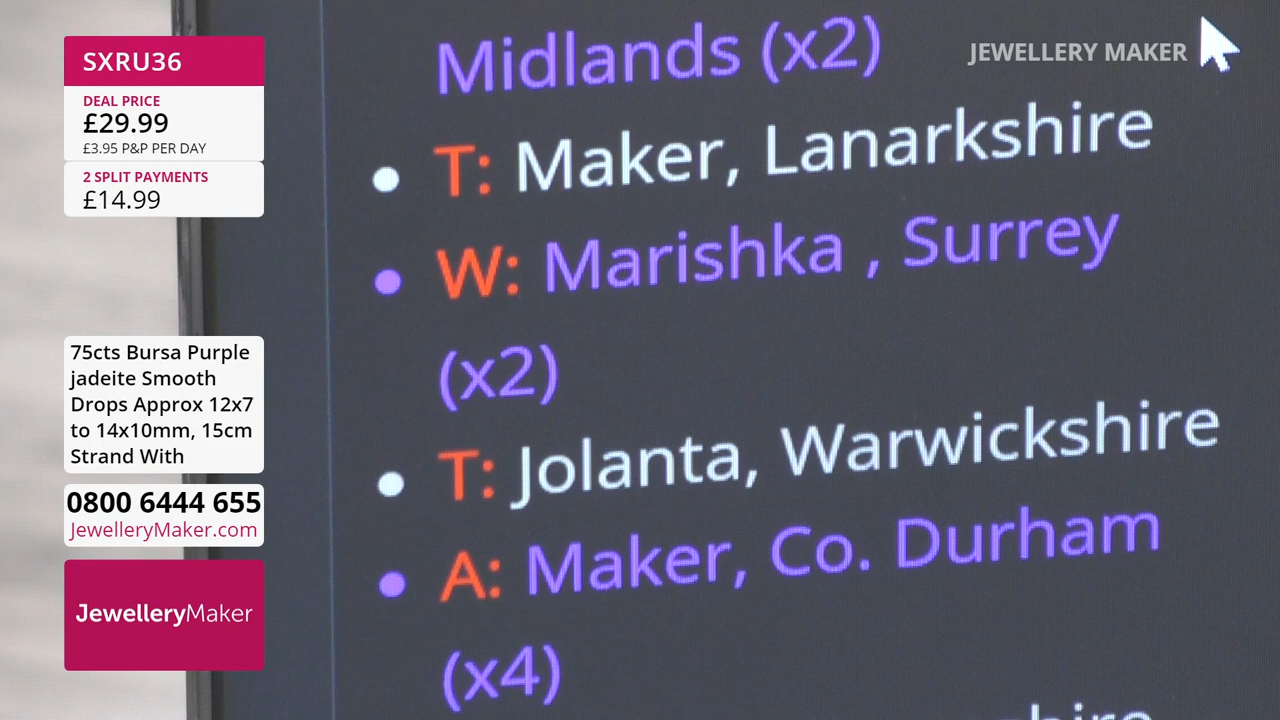 SXRU36
DEAL PRICE
£29.99
£3.95 P&P PER DAY
2 SPLIT PAYMENTS
£14.99
75cts Bursa Purple
jadeite Smooth
Drops Approx 12x7
to 14x10mm, 15cm
Strand With
0800 6444 655
JewelleryMaker.com
JewelleryMaker
JEWELLERY MAKER
Midlands (x2)
• T: Maker, Lanarkshire
• W: Marishka , Surrey
(x2)
• T: Jolanta, Warwickshire
• A: Maker, Co. Durham
(x4)